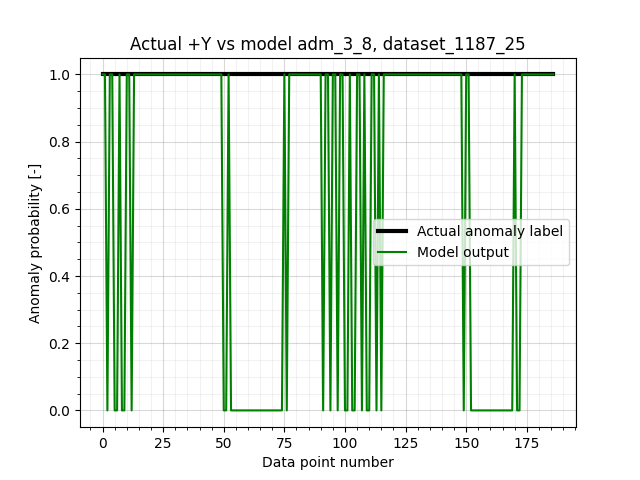 Actual +Y vs model adm_3_8, dataset_1187_25
Anomaly probability [-]
1.0
0.8
0.6
0.4
0.2
0.0
Actual anomaly label
Model output
0 25 50 75 100 125 150 175
Data point number